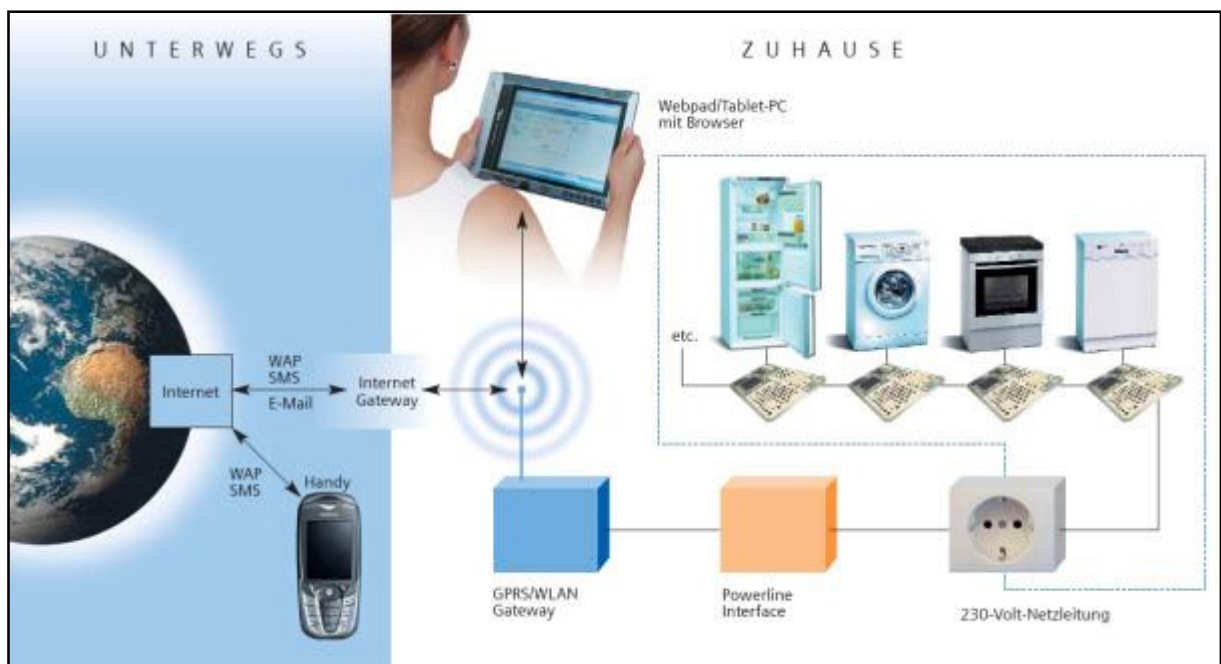 UNTERWEGS
ZUHAUSE
Webpad/Tablet-PC
mit Browser
etc.
WAP
SMS
E-Mail
Internet
Internet
Gateway
WAP
SMS
Handy
GPRS/WLAN
Gateway
Powerline
Interface
230-Volt-Netzleitung